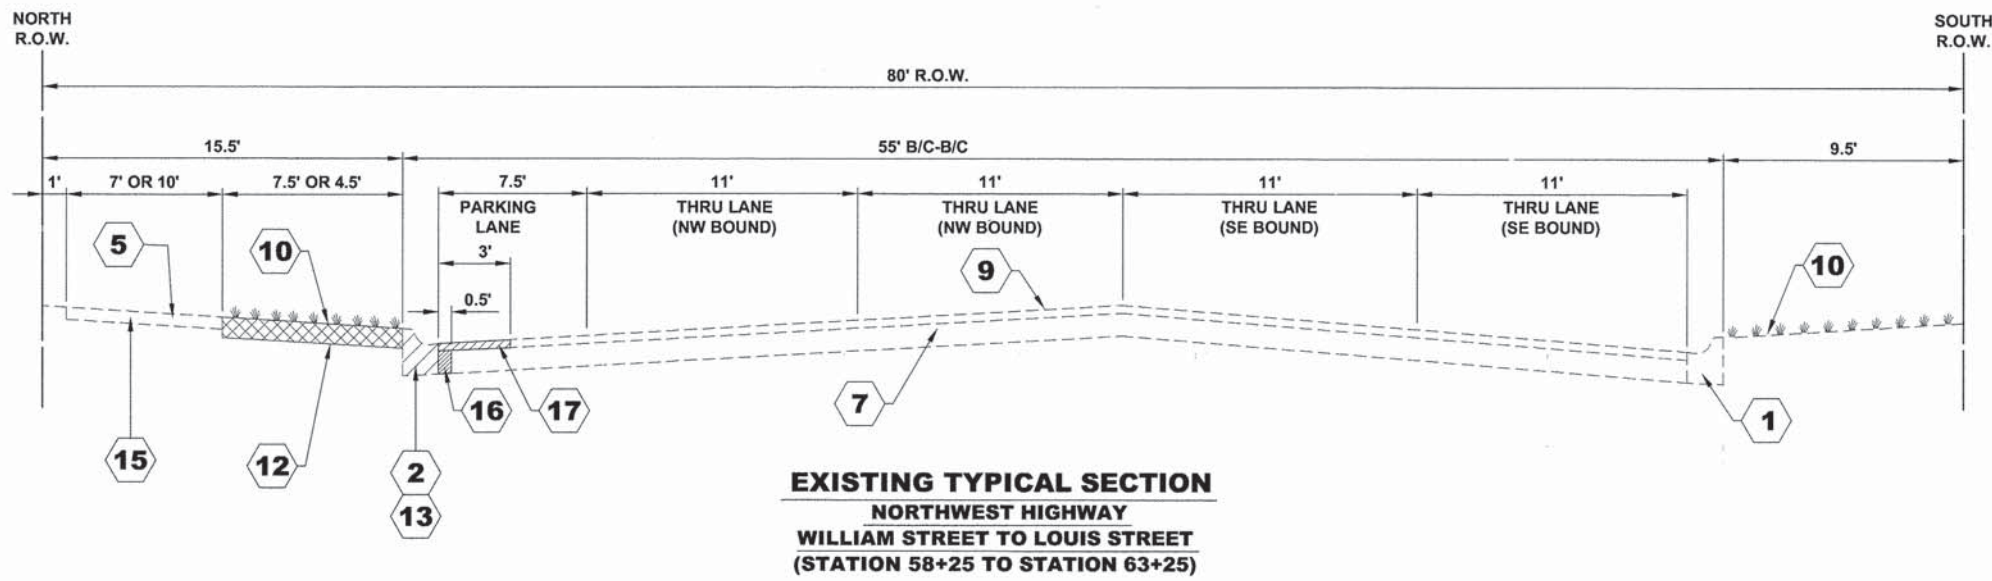 NORTH
R.O.W.
SOUTH
R.O.W.
80' R.O.W.
15.5'
55' B/C-B/C
9.5'
1'
7' OR 10'
7.5' OR 4.5'
7.5'
11'
11'
11'
11'
PARKING
LANE
THRU LANE
(NW BOUND)
THRU LANE
(NW BOUND)
THRU LANE
(SE BOUND)
THRU LANE
(SE BOUND)
3'
5
10
9
10
0.5'
16
17
7
1
15
12
2
13
EXISTING TYPICAL SECTION
NORTHWEST HIGHWAY
WILLIAM STREET TO LOUIS STREET
(STATION 58+25 TO STATION 63+25)